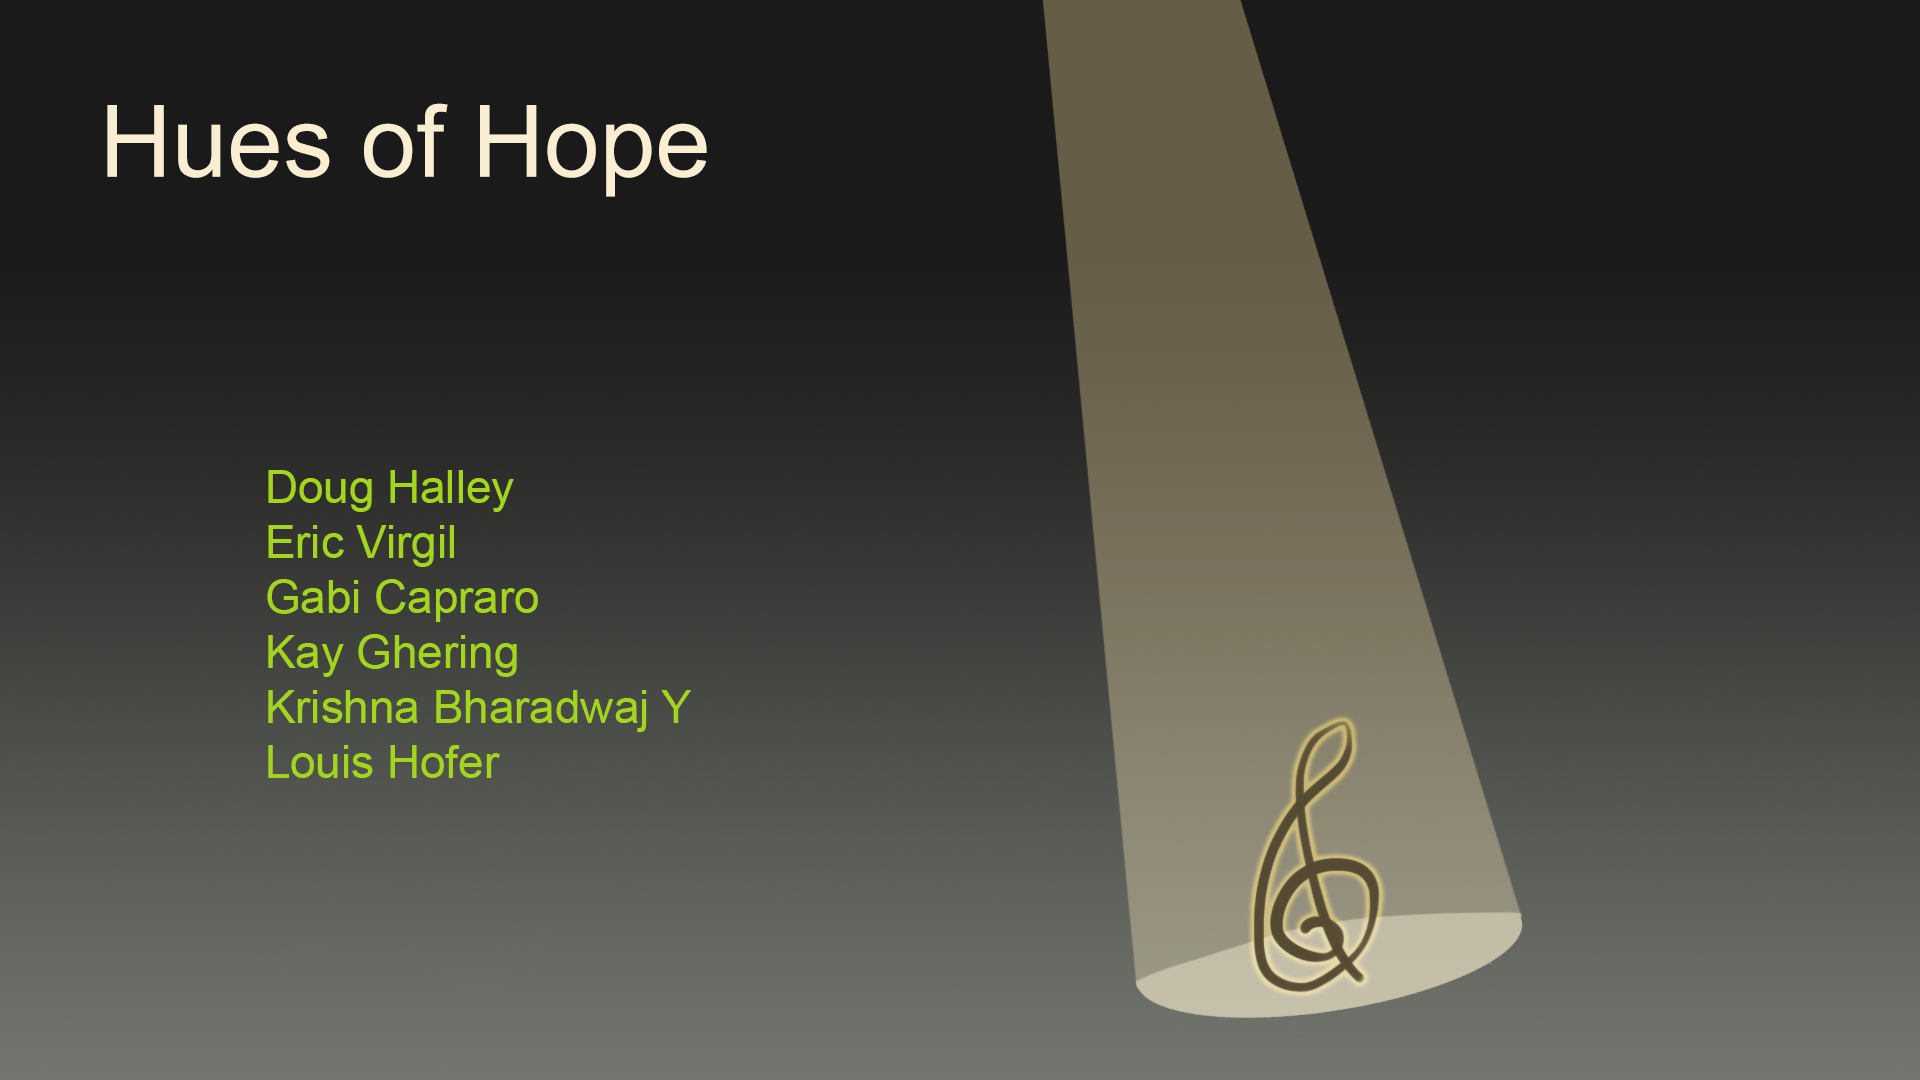 Hues of Hope
Doug Halley
Eric Virgil
Gabi Capraro
Kay Ghering
Krishna Bharadwaj Y
Louis Hofer